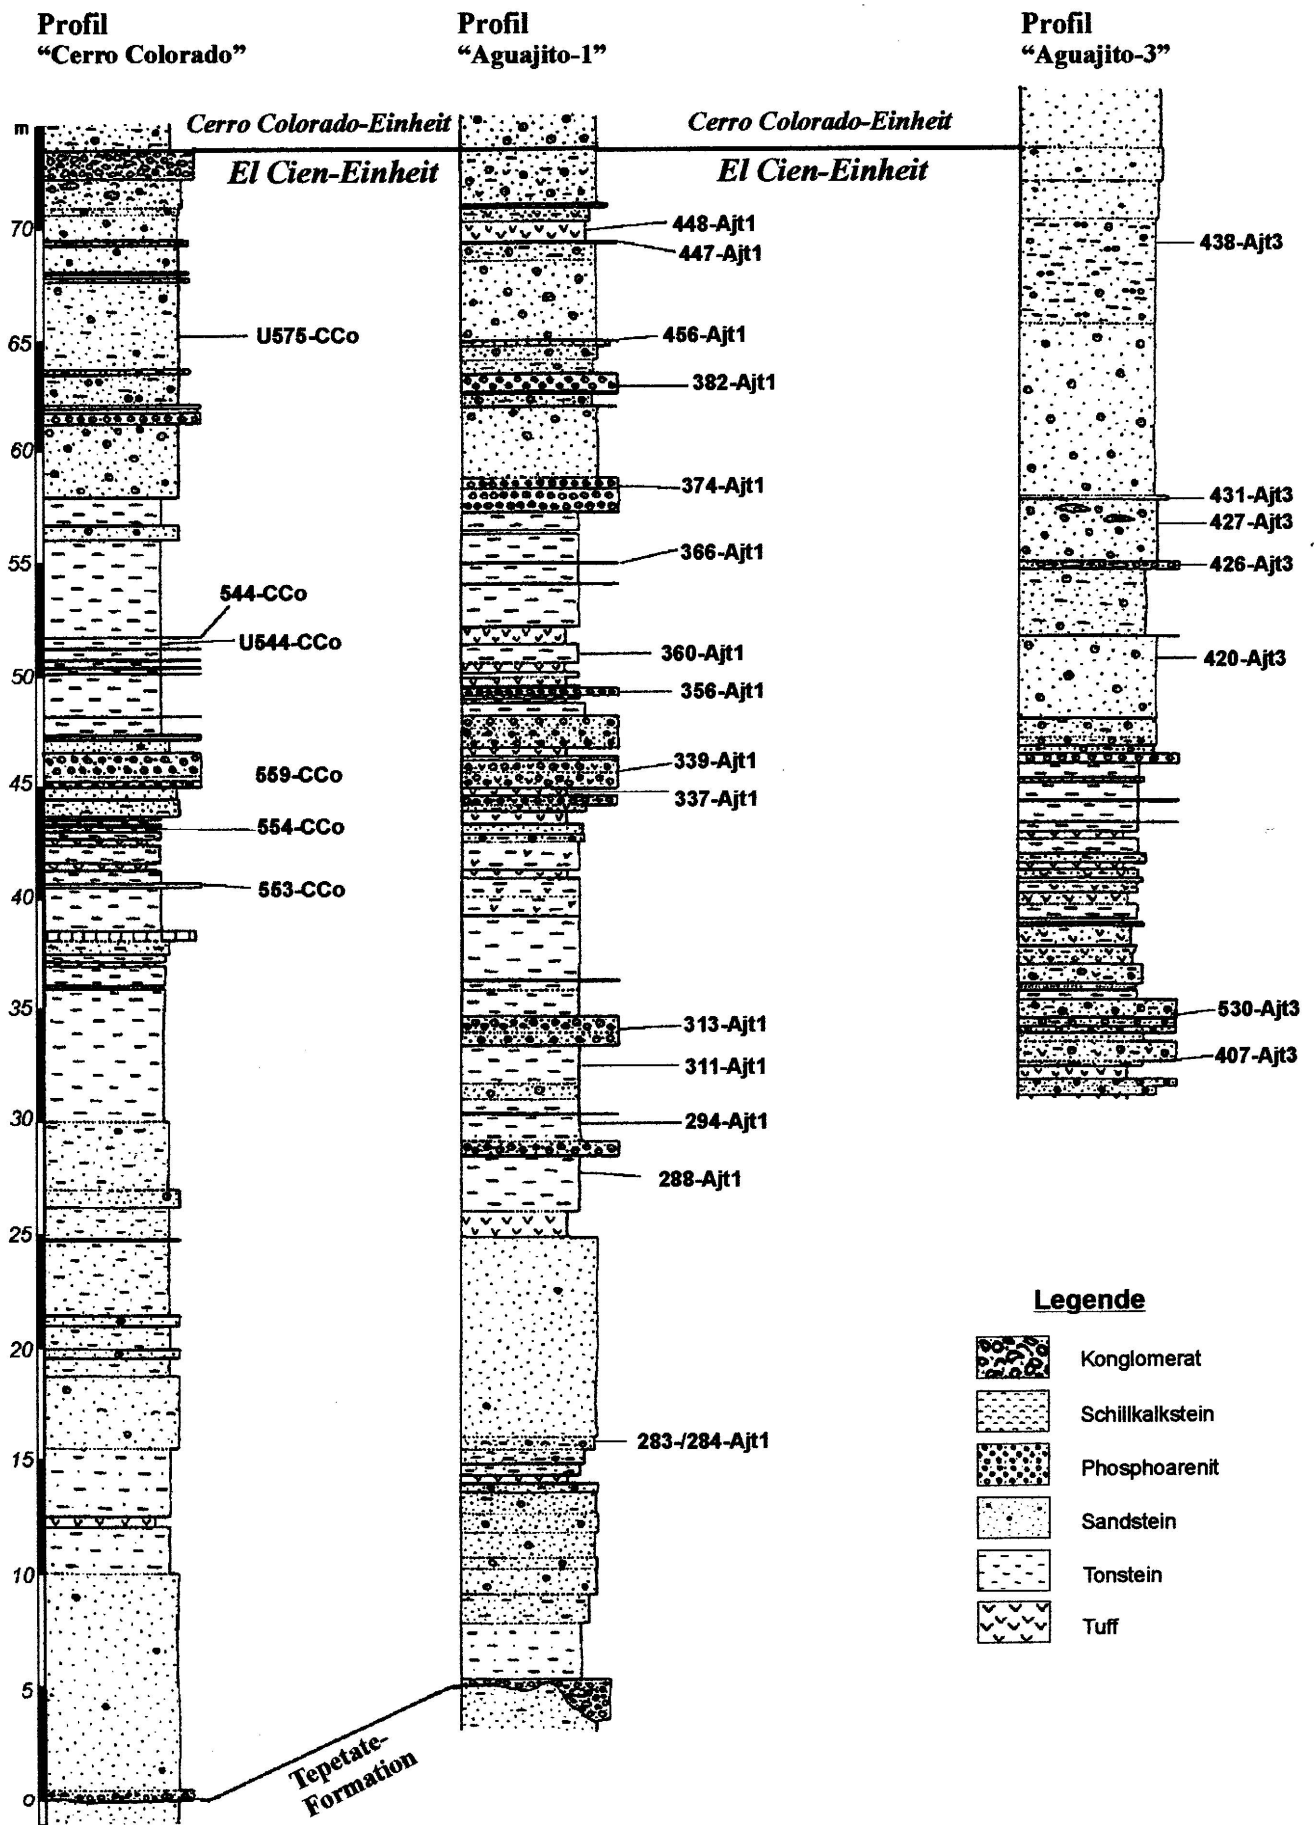 Profil
“Cerro Colorado”
Profil
“Aguajito-1”
Profil
“Aguajito-3”
m
70
65
60
55
50
45
40
35
30
25
20
15
10
5
0
Cerro Colorado-Einheit
El Cien-Einheit
Cerro Colorado-Einheit
El Cien-Einheit
U575-CCo
544-CCo
U544-CCo
559-CCo
554-CCo
553-CCo
448-Ajt1
447-Ajt1
456-Ajt1
382-Ajt1
374-Ajt1
366-Ajt1
360-Ajt1
356-Ajt1
339-Ajt1
337-Ajt1
313-Ajt1
311-Ajt1
294-Ajt1
288-Ajt1
283-/284-Ajt1
438-Ajt3
431-Ajt3
427-Ajt3
426-Ajt3
420-Ajt3
530-Ajt3
407-Ajt3
Tepetate-
Formation
Legende
Konglomerat
Schillkalkstein
Phosphoarenit
Sandstein
Tonstein
Tuff